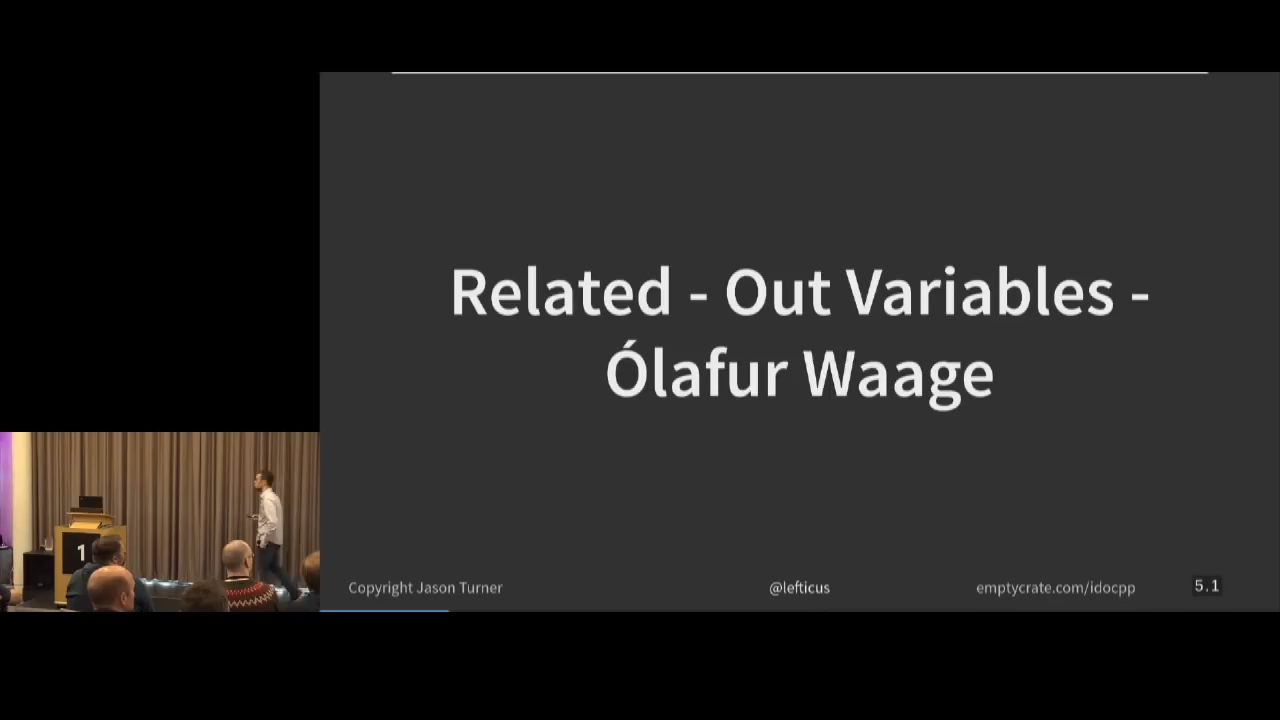 Related - Out Variables -
Ólafur Waage
Copyright Jason Turner
@lefticus
emptycrate.com/idocpp
5.1
1